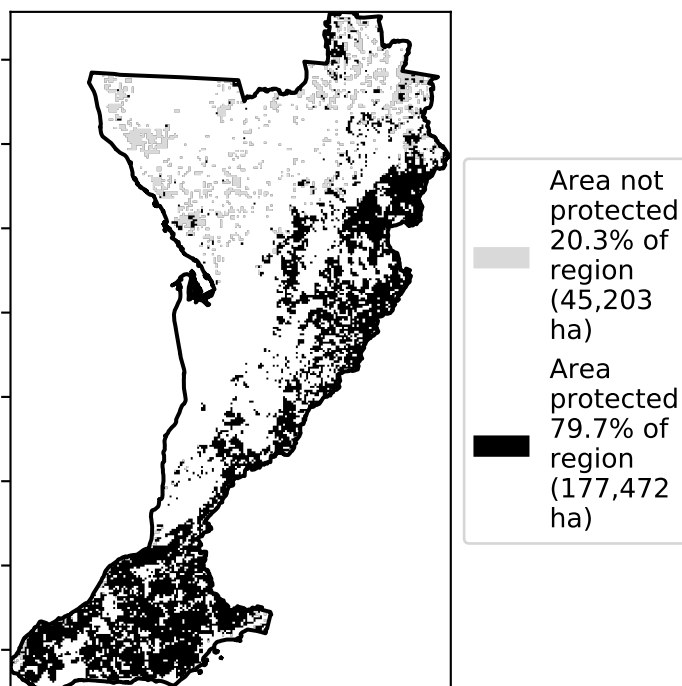 Area not
protected
20.3% of
region
(45,203
ha)
Area
protected
79.7% of
region
(177,472
ha)